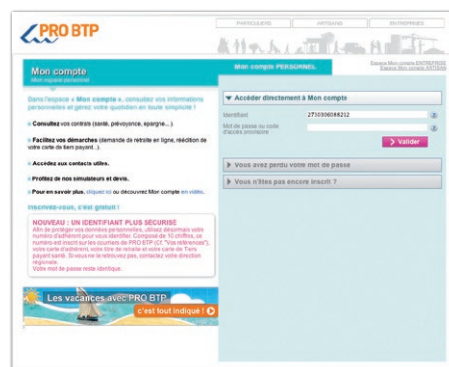 PRO BTP
PARTICULIERS
ARTISANS
ENTREPRISES
Mon compte
Mon espace personnel
Mon compte PERSONNEL
Espace Mon compte ENTREPRISE
Espace Mon compte ARTISAN
Dans l'espace « Mon compte », consultez vos informations
personnelles et gérez votre quotidien en toute simplicité !
Consultez vos contrats (santé, prévoyance, épargne...).
Facilitez vos démarches (demande de retraite en ligne, réédition de
votre carte de tiers payant...).
Accédez aux contacts utiles.
Profitez de nos simulateurs et devis.
Pour en savoir plus, cliquez ici ou découvrez Mon compte en vidéo.
Inscrivez-vous, c'est gratuit !
NOUVEAU : UN IDENTIFIANT PLUS SECURISE
Afin de protéger vos données personnelles, utilisez désormais votre
numéro d'adhérent pour vous identifier. Composé de 10 chiffres, ce
numéro est inscrit sur les courriers de PRO BTP (Cf. "Vos références"),
votre carte d'adhérent, votre titre de retraite et votre carte de Tiers
payant santé. Si vous ne le retrouvez pas, contactez votre direction
régionale.
Votre mot de passe reste identique.
Les vacances avec PRO BTP
c'est tout indiqué !
Accéder directement à Mon compte
Identifiant
2710306088212
Mot de passe ou code
d'accès provisoire
Valider
Vous avez perdu votre mot de passe
Vous n'êtes pas encore inscrit ?